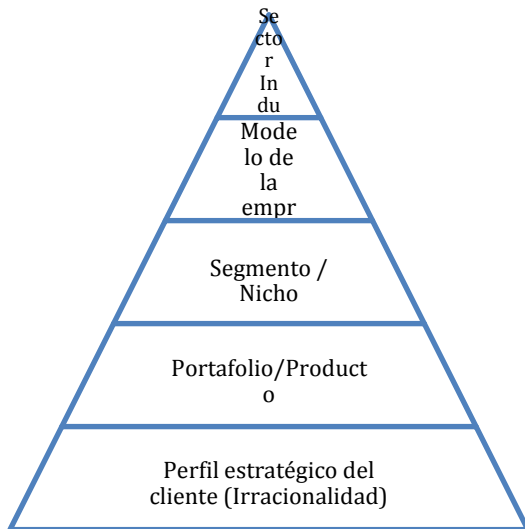 Se
cto
r
In
du
Mode
lo de
la
empr
Segmento /
Nicho
Portafolio/Product
o
Perfil estratégico del
cliente (Irracionalidad)